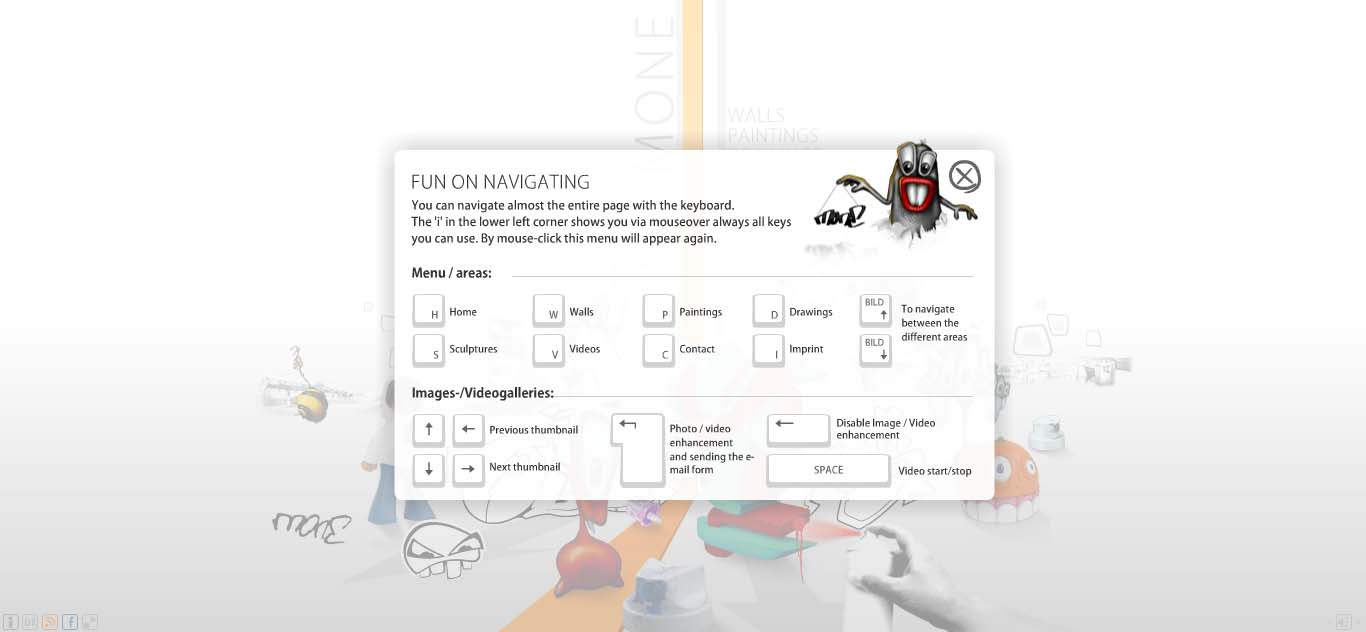 MONE
WALLS
PAINTINGS
FUN ON NAVIGATING
You can navigate almost the entire page with the keyboard.
The 'i' in the lower left corner shows you via mouseover always all keys
you can use. By mouse-click this menu will appear again.
Menu / areas:
H Home
W Walls
P Paintings
D Drawings
BILD ↑
To navigate
between the
different areas
S Sculptures
V Videos
C Contact
I Imprint
BILD ↓
Images-/Videogalleries:
↑ ← Previous thumbnail
↓ → Next thumbnail
Photo / video
enhancement
and sending the e-
mail form
← Disable Image / Video
enhancement
SPACE Video start/stop
i DE f